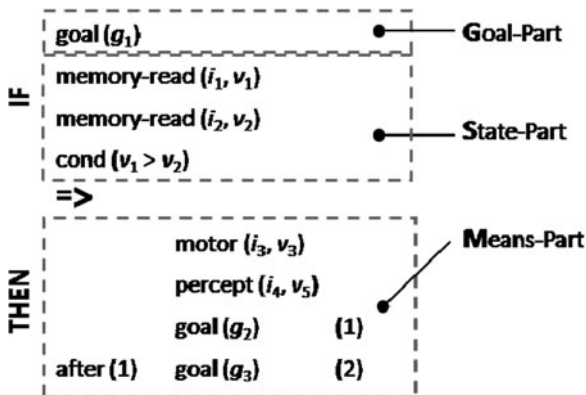 goal (g₁) Goal-Part
IF
memory-read (i₁, v₁)
memory-read (i₂, v₂) State-Part
cond (v₁ > v₂)
=>
THEN
motor (i₃, v₃) Means-Part
percept (i₄, v₅)
goal (g₂) (1)
after (1) goal (g₃) (2)